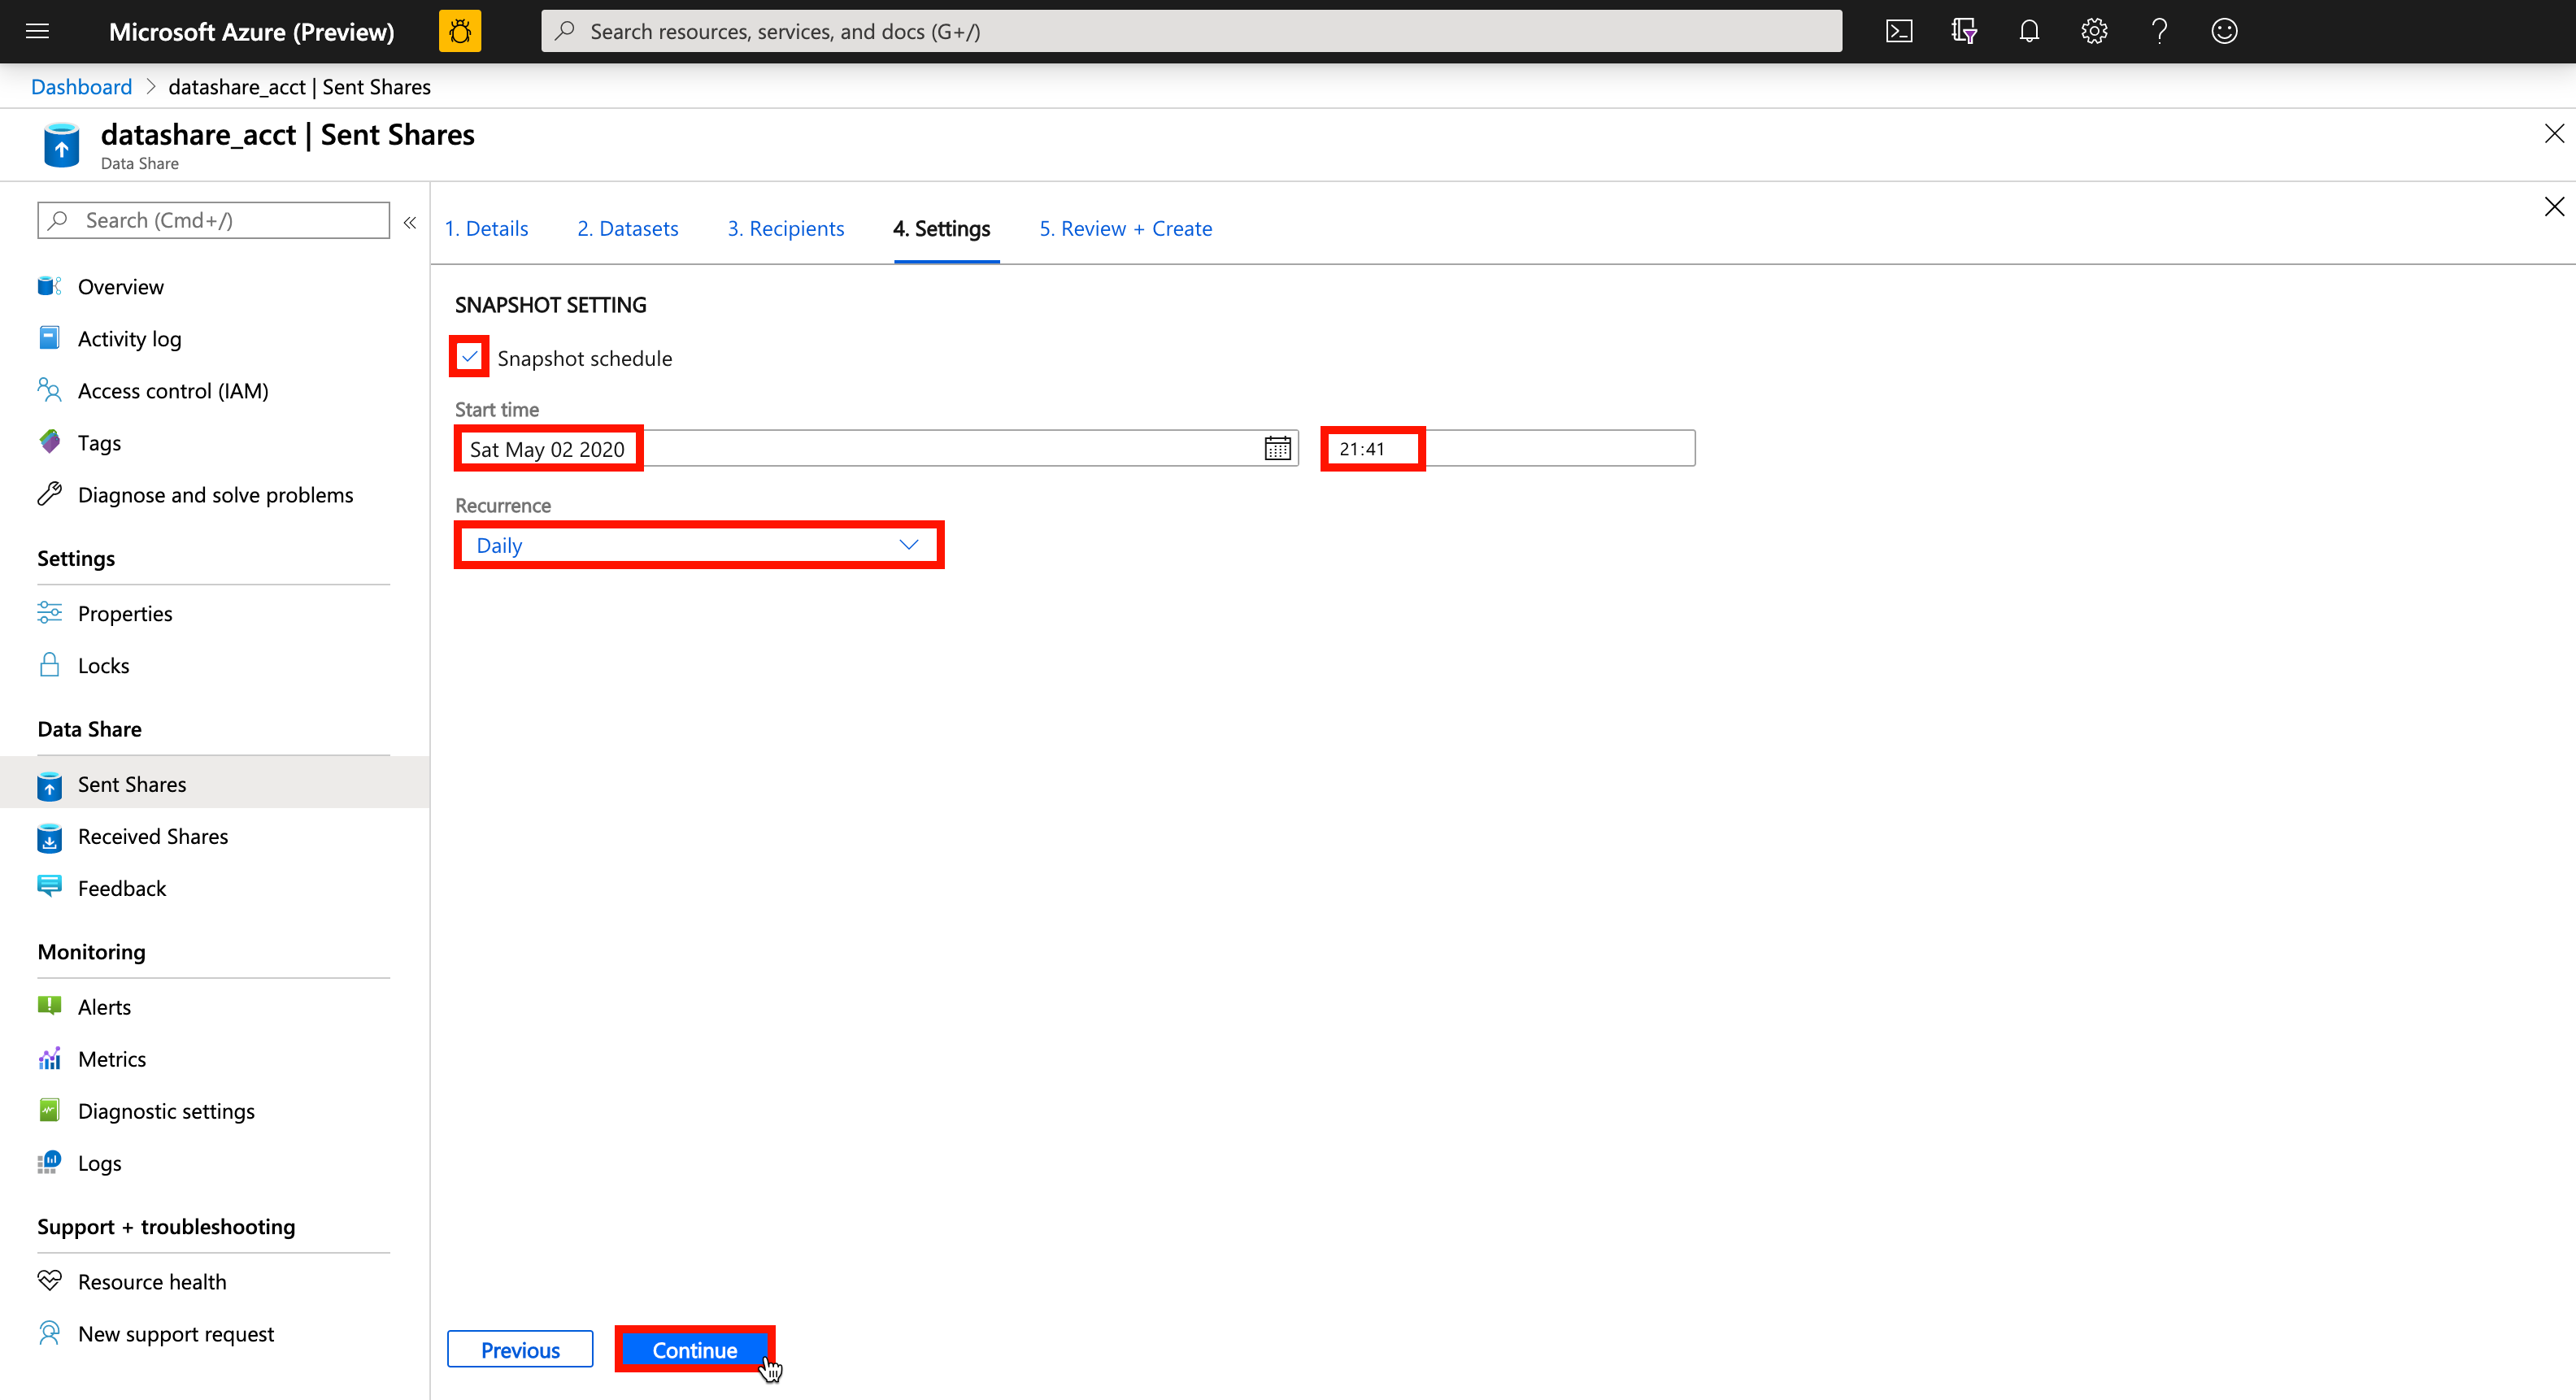 Microsoft Azure (Preview)
Search resources, services, and docs (G+/)
Dashboard > datashare_acct | Sent Shares
datashare_acct | Sent Shares
Data Share
Search (Cmd+/)
«
Overview
Activity log
Access control (IAM)
Tags
Diagnose and solve problems
Settings
Properties
Locks
Data Share
Sent Shares
Received Shares
Feedback
Monitoring
Alerts
Metrics
Diagnostic settings
Logs
Support + troubleshooting
Resource health
New support request
1. Details 2. Datasets 3. Recipients 4. Settings 5. Review + Create
SNAPSHOT SETTING
Snapshot schedule
Start time
Sat May 02 2020 21:41
Recurrence
Daily
Previous Continue